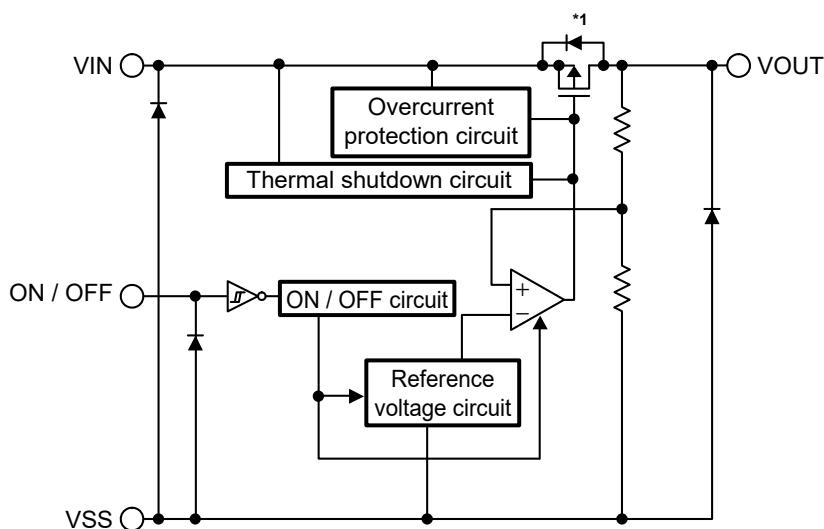 *1
VIN
VOUT
Overcurrent
protection circuit
Thermal shutdown circuit
ON / OFF
ON / OFF circuit
+
−
Reference
voltage circuit
VSS